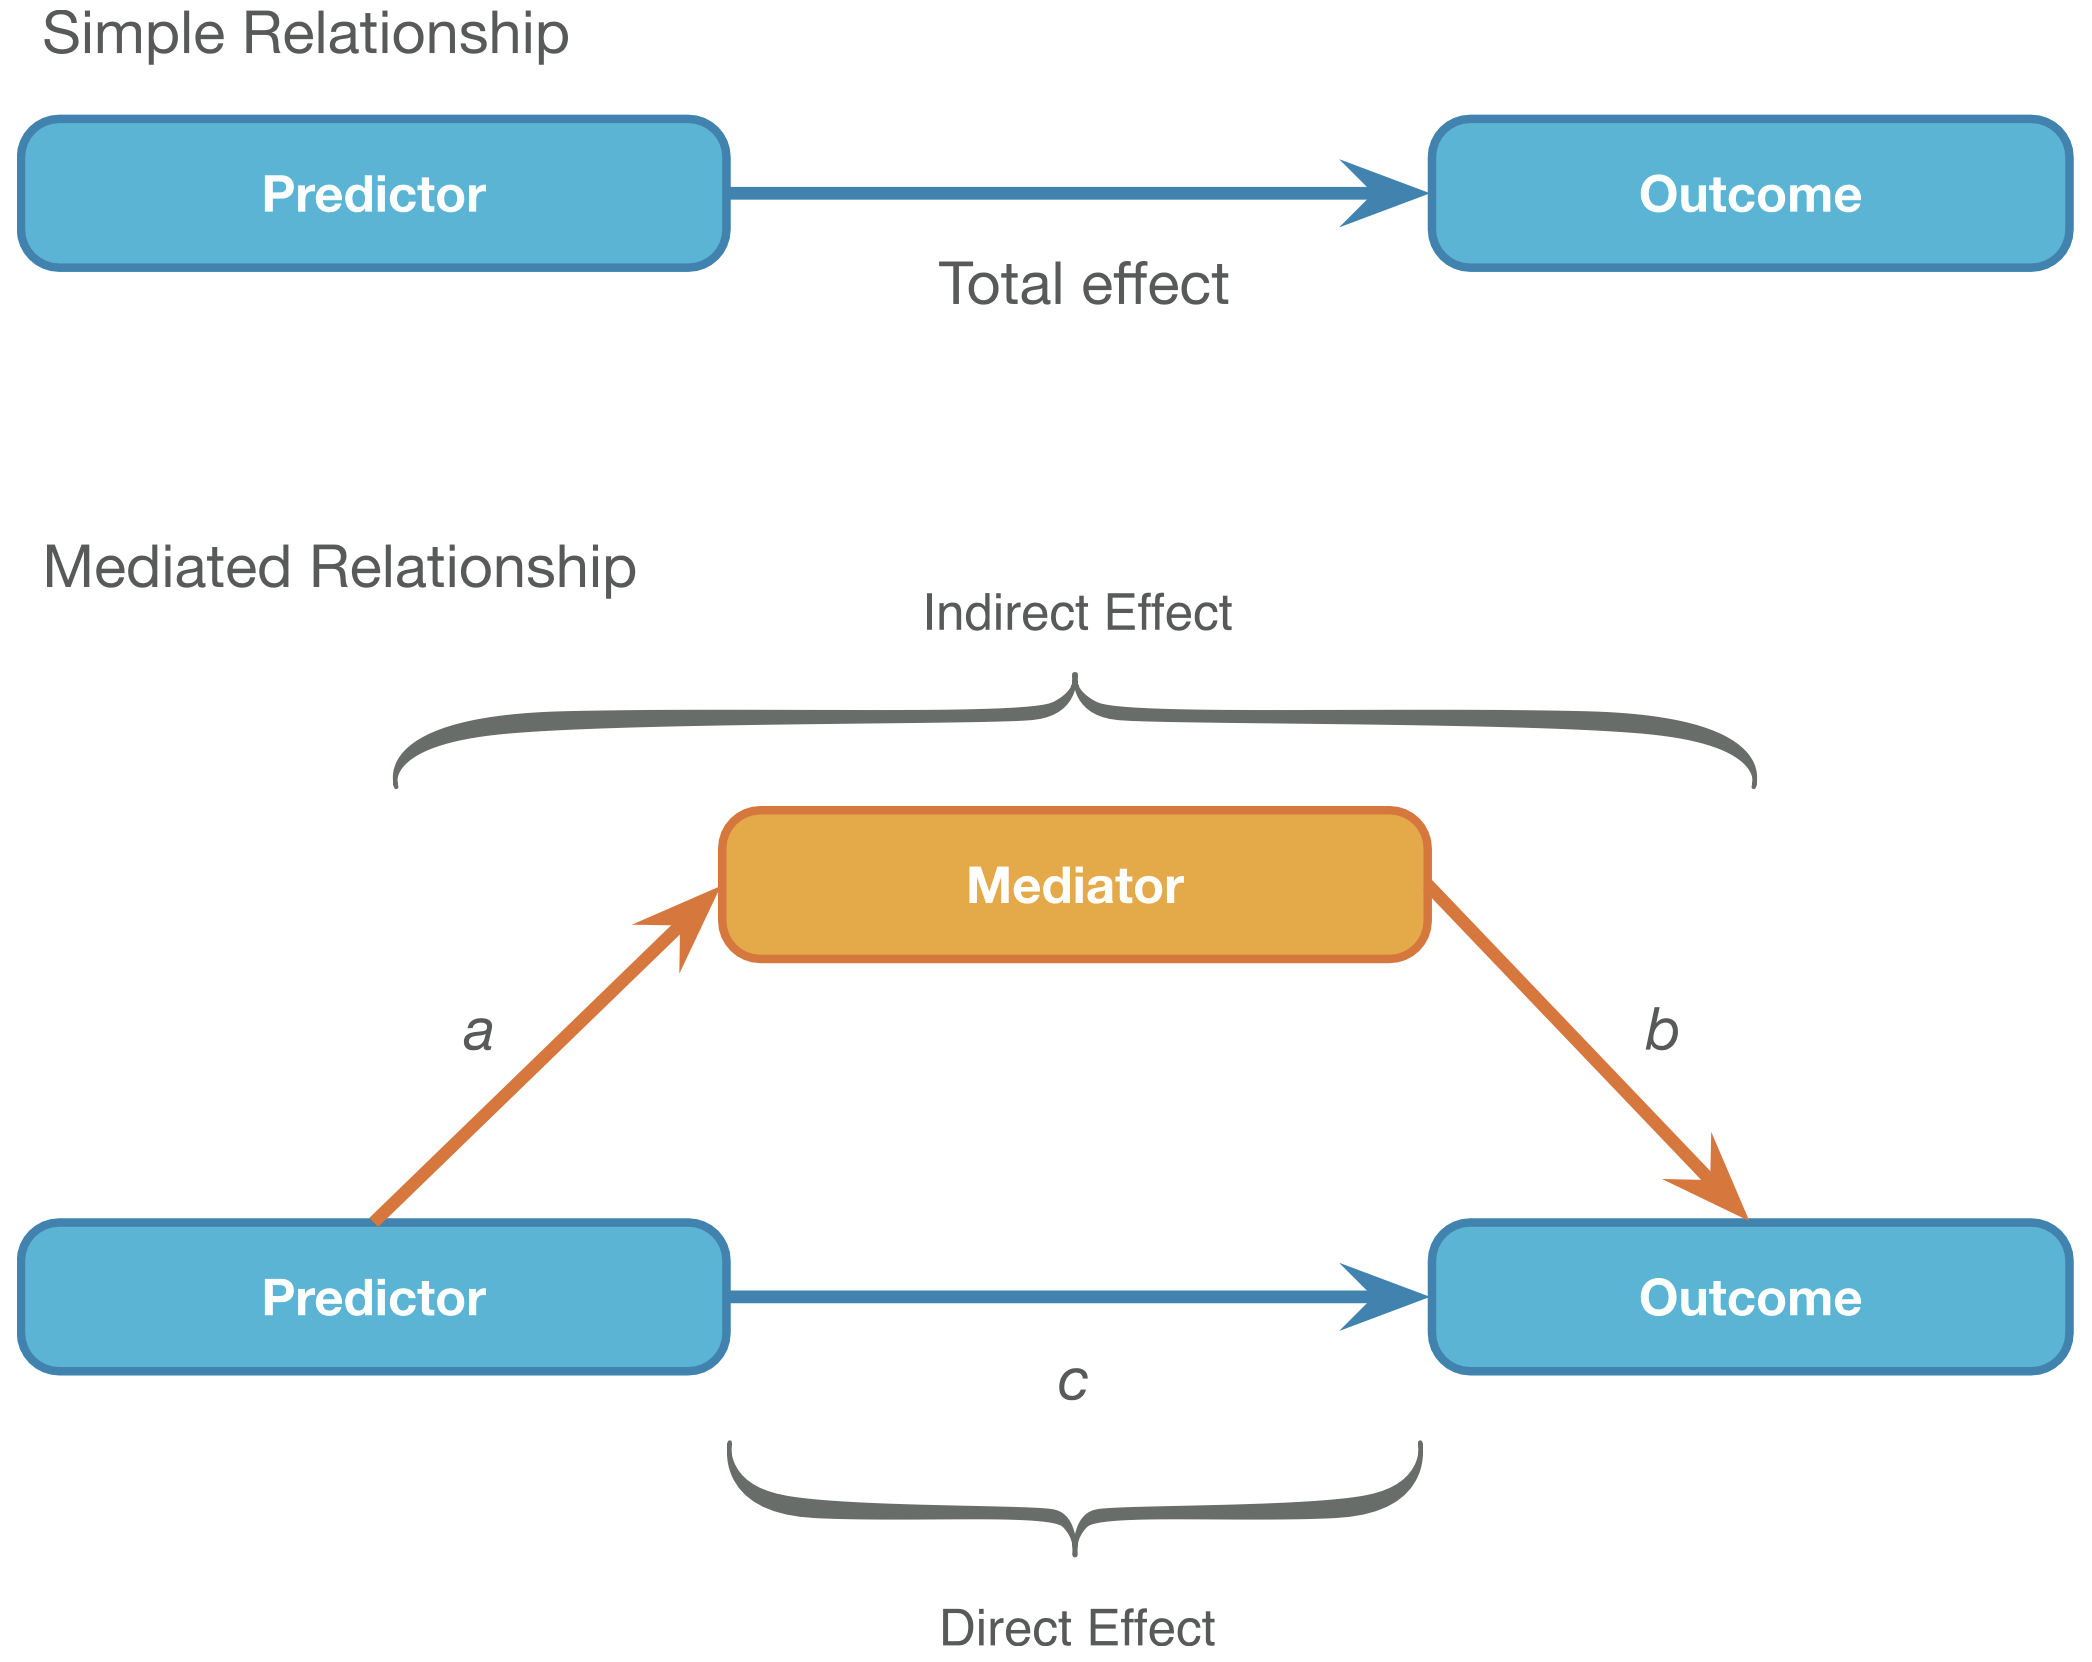 Simple Relationship
Predictor
Outcome
Total effect
Mediated Relationship
Indirect Effect
Mediator
a
b
Predictor
Outcome
c
Direct Effect